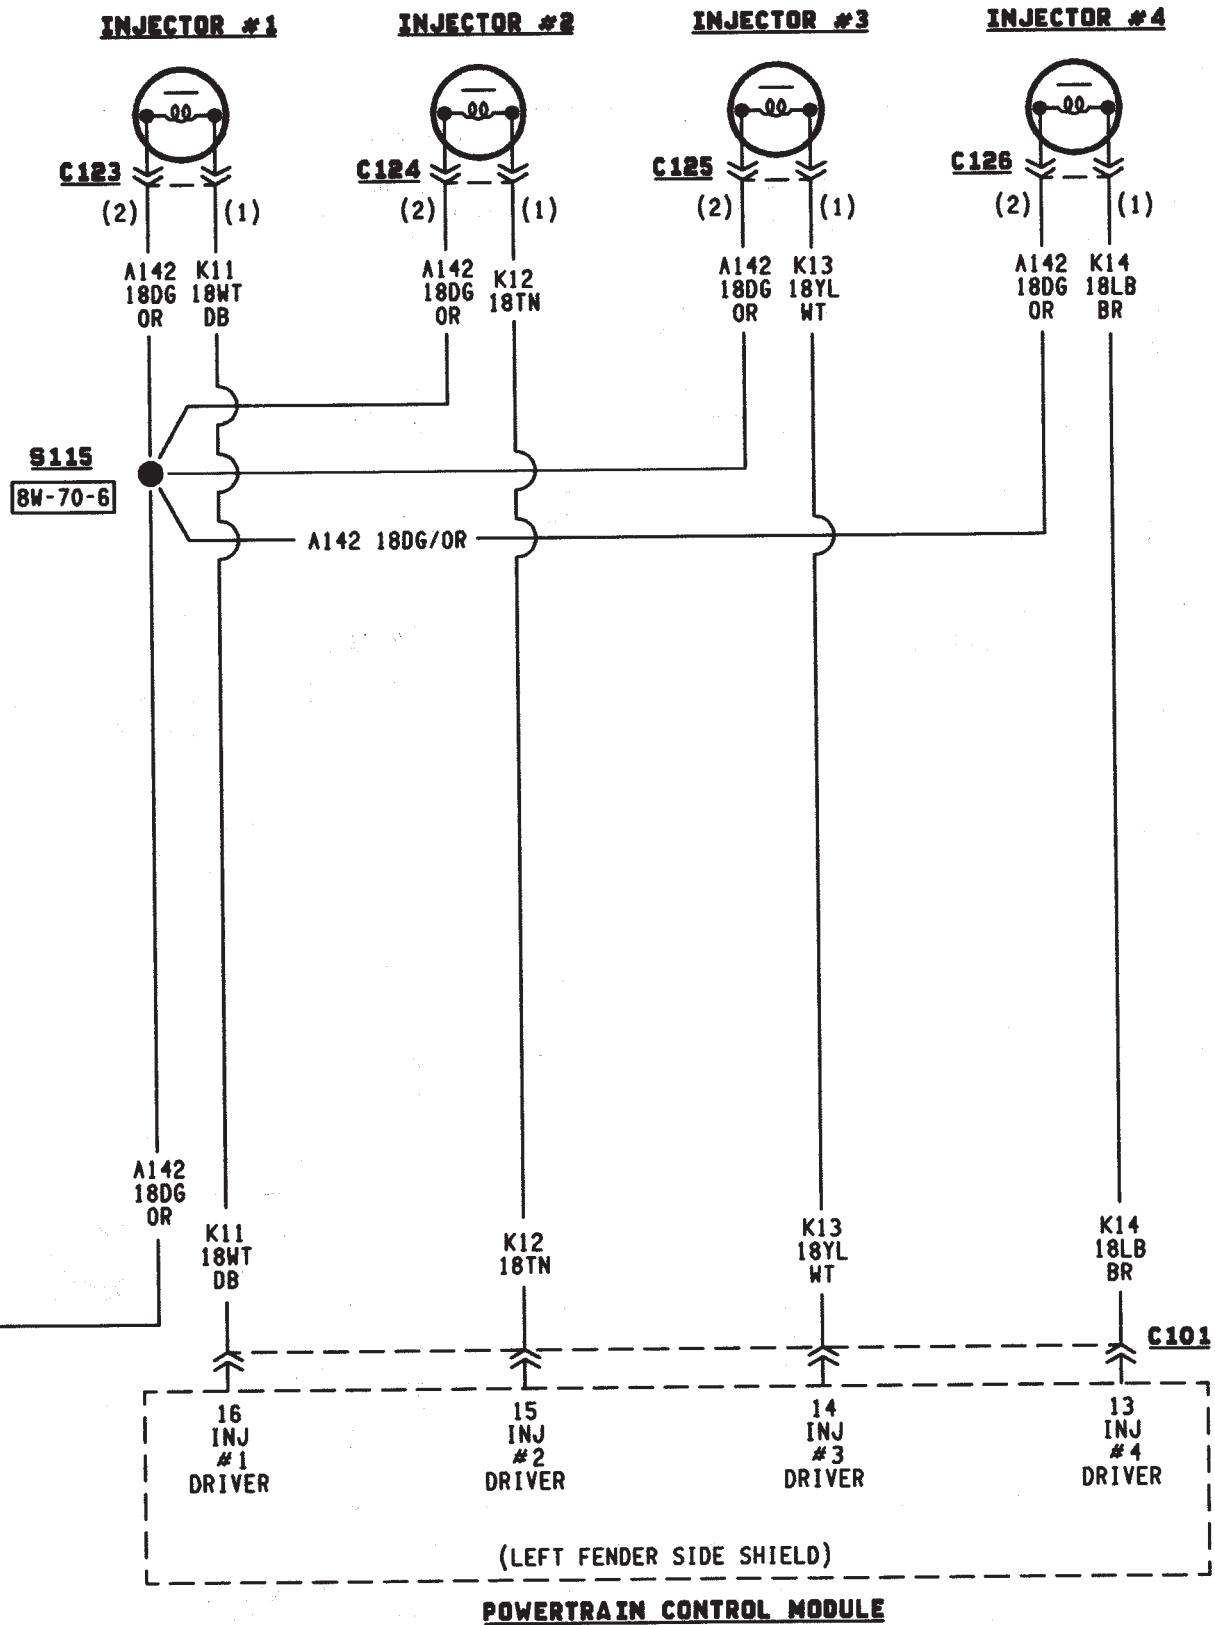 INJECTOR #1
INJECTOR #2
INJECTOR #3
INJECTOR #4
C123
C124
C125
C126
(2)
(1)
(2)
(1)
(2)
(1)
(2)
(1)
A142
18DG
OR
K11
18WT
DB
A142
18DG
OR
K12
18TN
A142
18DG
OR
K13
18YL
WT
A142
18DG
OR
K14
18LB
BR
S115
8W-70-6
A142 18DG/OR
A142
18DG
OR
K11
18WT
DB
K12
18TN
K13
18YL
WT
K14
18LB
BR
C101
16
INJ
#1
DRIVER
15
INJ
#2
DRIVER
14
INJ
#3
DRIVER
13
INJ
#4
DRIVER
(LEFT FENDER SIDE SHIELD)
POWERTRAIN CONTROL MODULE